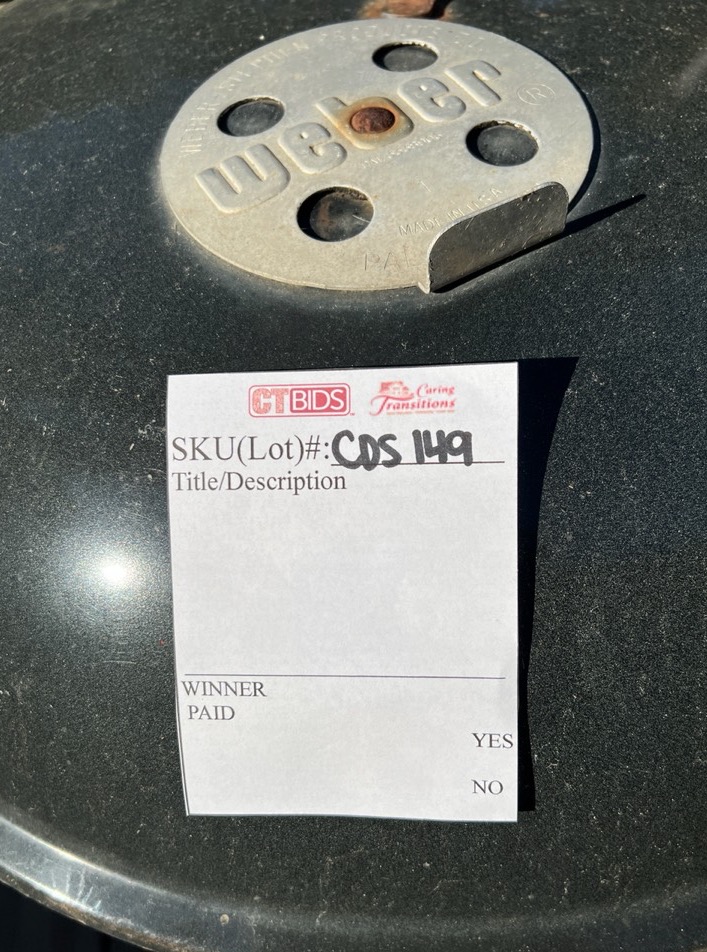 weber ®
MADE IN U.S.A.
CTBIDS
Caring
Transitions
SKU(Lot)#: CDS 149
Title/Description
WINNER
PAID
YES
NO